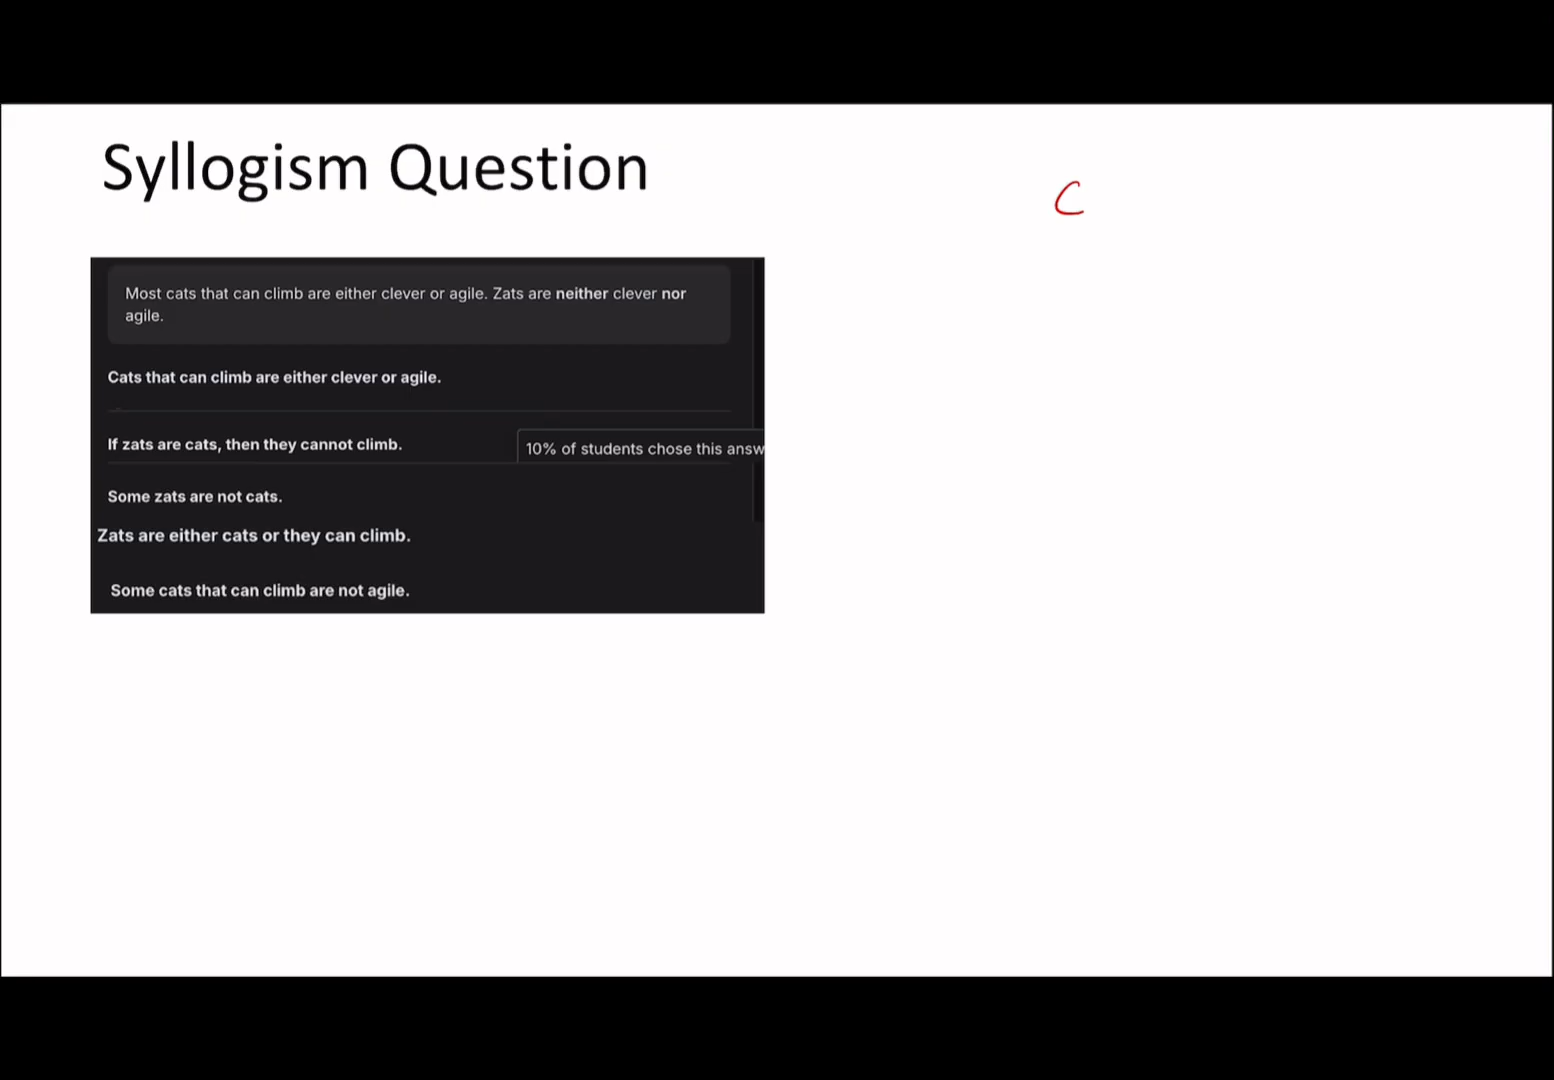 Syllogism Question
C
Most cats that can climb are either clever or agile. Zats are neither clever nor
agile.
Cats that can climb are either clever or agile.
If zats are cats, then they cannot climb.
10% of students chose this answ
Some zats are not cats.
Zats are either cats or they can climb.
Some cats that can climb are not agile.